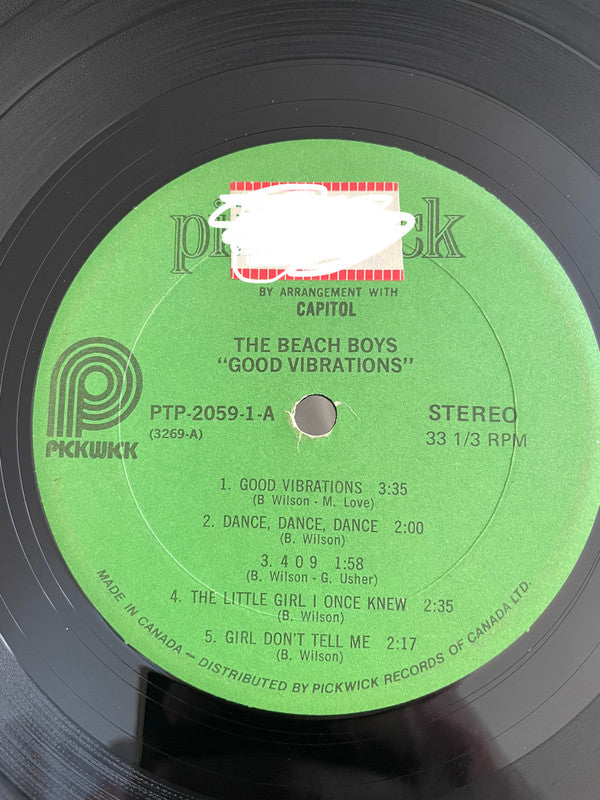 BY ARRANGEMENT WITH
CAPITOL
THE BEACH BOYS
"GOOD VIBRATIONS"
PICKWICK
PTP-2059-1-A
(3269-A)
STEREO
33 1/3 RPM
1. GOOD VIBRATIONS 3:35
(B Wilson - M. Love)
2. DANCE, DANCE, DANCE 2:00
(B. Wilson)
3. 4 0 9 1:58
(B. Wilson - G. Usher)
4. THE LITTLE GIRL I ONCE KNEW 2:35
(B. Wilson)
5. GIRL DON'T TELL ME 2:17
(B. Wilson)
MADE IN CANADA — DISTRIBUTED BY PICKWICK RECORDS OF CANADA LTD.